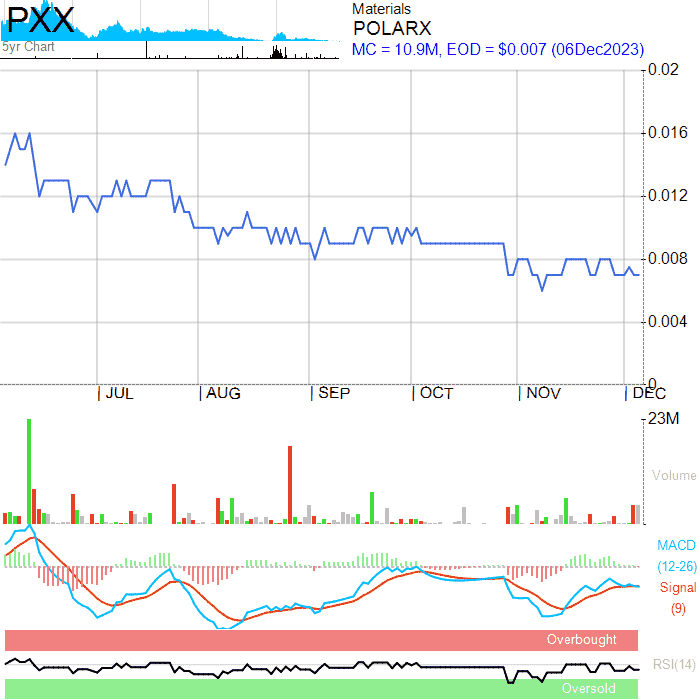 PXX
5yr Chart
Materials
POLARX
MC = 10.9M, EOD = $0.007 (06Dec2023)
0.02
0.016
0.012
0.008
0.004
0
JUL AUG SEP OCT NOV DEC
23M
Volume
MACD
(12-26)
Signal
(9)
Overbought
RSI(14)
Oversold